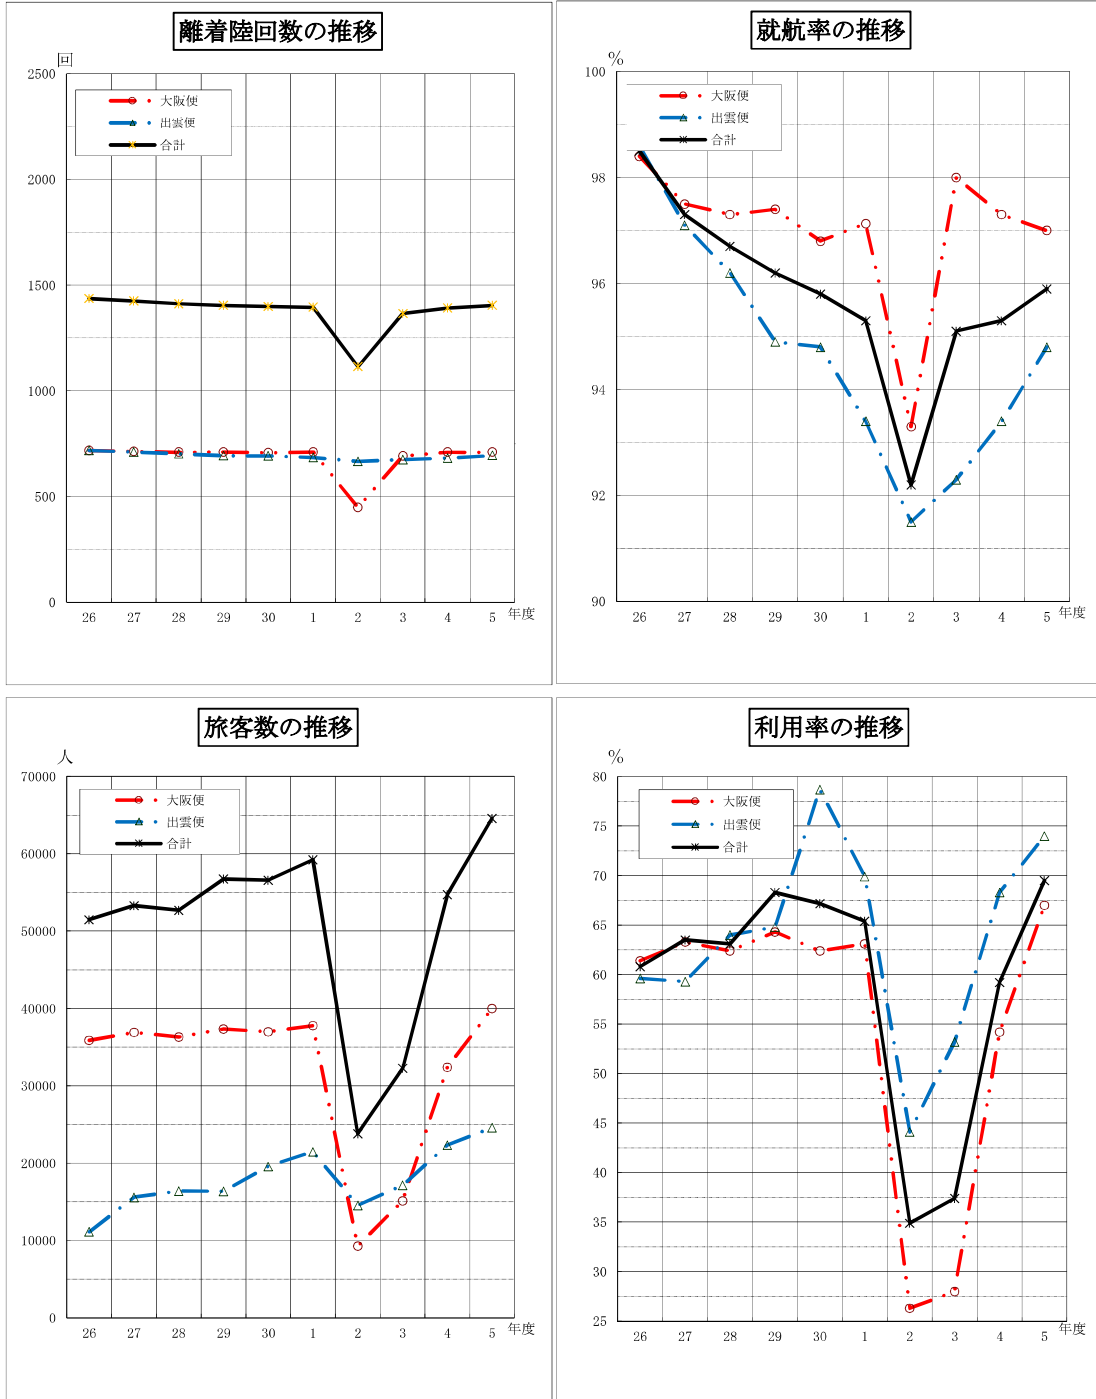 離着陸回数の推移
回
2500
2000
1500
1000
500
0
大阪便
出雲便
合計
26 27 28 29 30 1 2 3 4 5 年度
就航率の推移
%
100
98
96
94
92
90
大阪便
出雲便
合計
26 27 28 29 30 1 2 3 4 5 年度
旅客数の推移
人
70000
60000
50000
40000
30000
20000
10000
0
大阪便
出雲便
合計
26 27 28 29 30 1 2 3 4 5 年度
利用率の推移
%
80
75
70
65
60
55
50
45
40
35
30
25
大阪便
出雲便
合計
26 27 28 29 30 1 2 3 4 5 年度